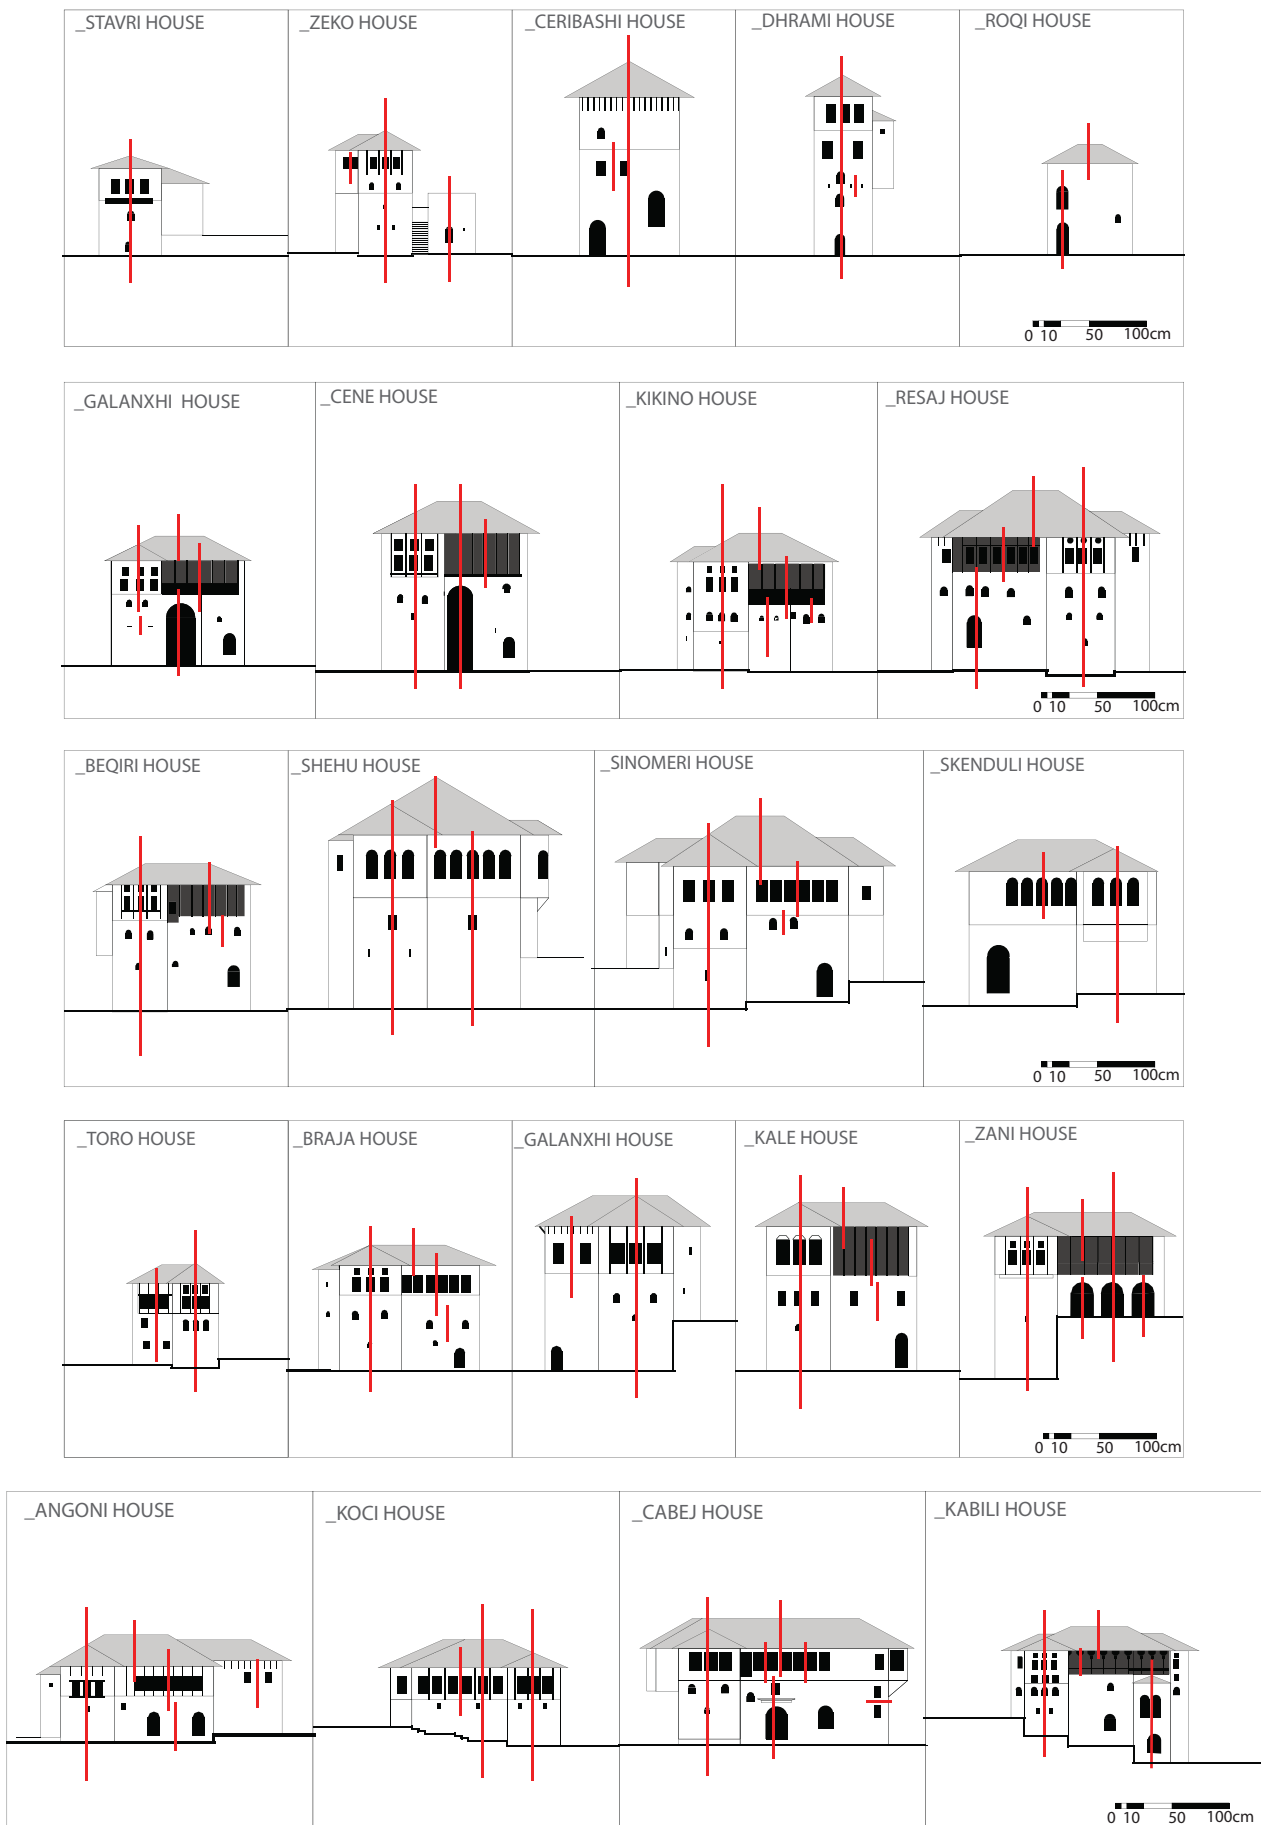 _STAVRI HOUSE
_ZEKO HOUSE
_CERIBASHI HOUSE
_DHRAMI HOUSE
_ROQI HOUSE
0 10 50 100cm
_GALANXHI HOUSE
_CENE HOUSE
_KIKINO HOUSE
_RESAJ HOUSE
0 10 50 100cm
_BEQIRI HOUSE
_SHEHU HOUSE
_SINOMERI HOUSE
_SKENDULI HOUSE
0 10 50 100cm
_TORO HOUSE
_BRAJA HOUSE
_GALANXHI HOUSE
_KALE HOUSE
_ZANI HOUSE
0 10 50 100cm
_ANGONI HOUSE
_KOCI HOUSE
_CABEJ HOUSE
_KABILI HOUSE
0 10 50 100cm